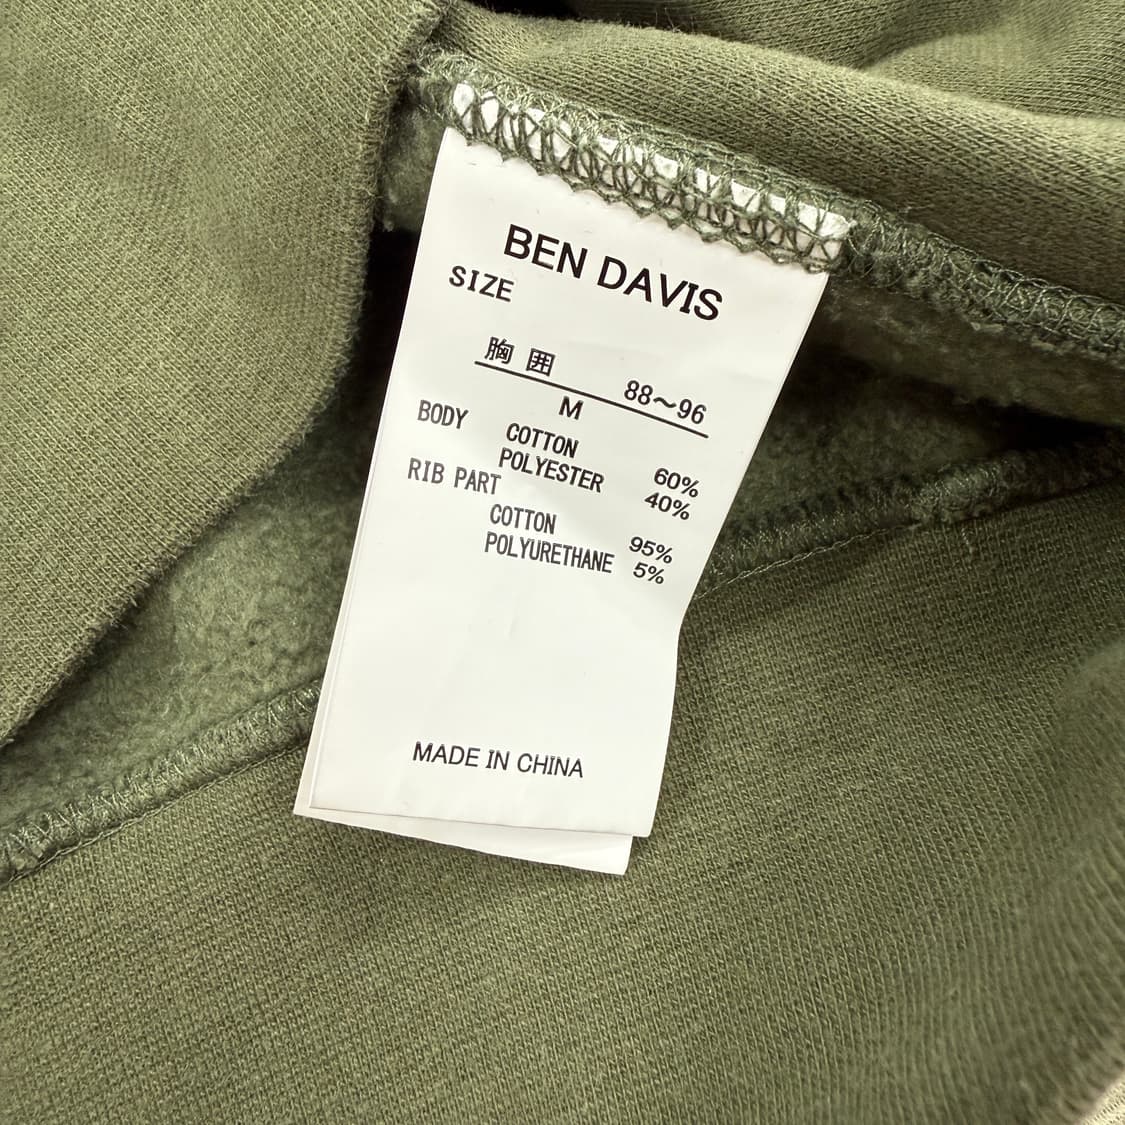 BEN DAVIS
SIZE
胸囲 88～96
M
BODY
COTTON 60%
POLYESTER 40%
RIB PART
COTTON 95%
POLYURETHANE 5%
MADE IN CHINA